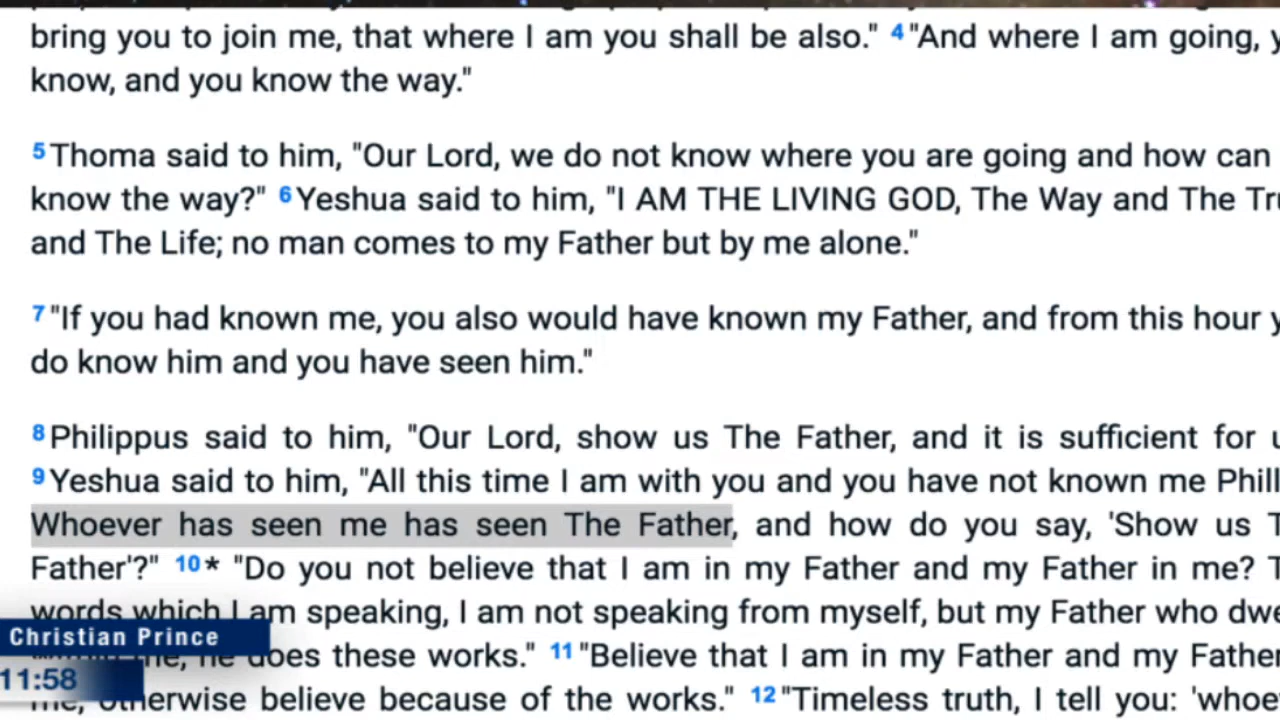 bring you to join me, that where I am you shall be also." 4 "And where I am going,
know, and you know the way."
5 Thoma said to him, "Our Lord, we do not know where you are going and how can
know the way?" 6 Yeshua said to him, "I AM THE LIVING GOD, The Way and The Tru
and The Life; no man comes to my Father but by me alone."
7 "If you had known me, you also would have known my Father, and from this hour y
do know him and you have seen him."
8 Philippus said to him, "Our Lord, show us The Father, and it is sufficient for u
9 Yeshua said to him, "All this time I am with you and you have not known me Phill
Whoever has seen me has seen The Father, and how do you say, 'Show us T
Father'?" 10* "Do you not believe that I am in my Father and my Father in me? T
words which I am speaking, I am not speaking from myself, but my Father who dwe
Christian Prince
me, he does these works." 11 "Believe that I am in my Father and my Father
11:58
me, otherwise believe because of the works." 12 "Timeless truth, I tell you: 'whoe